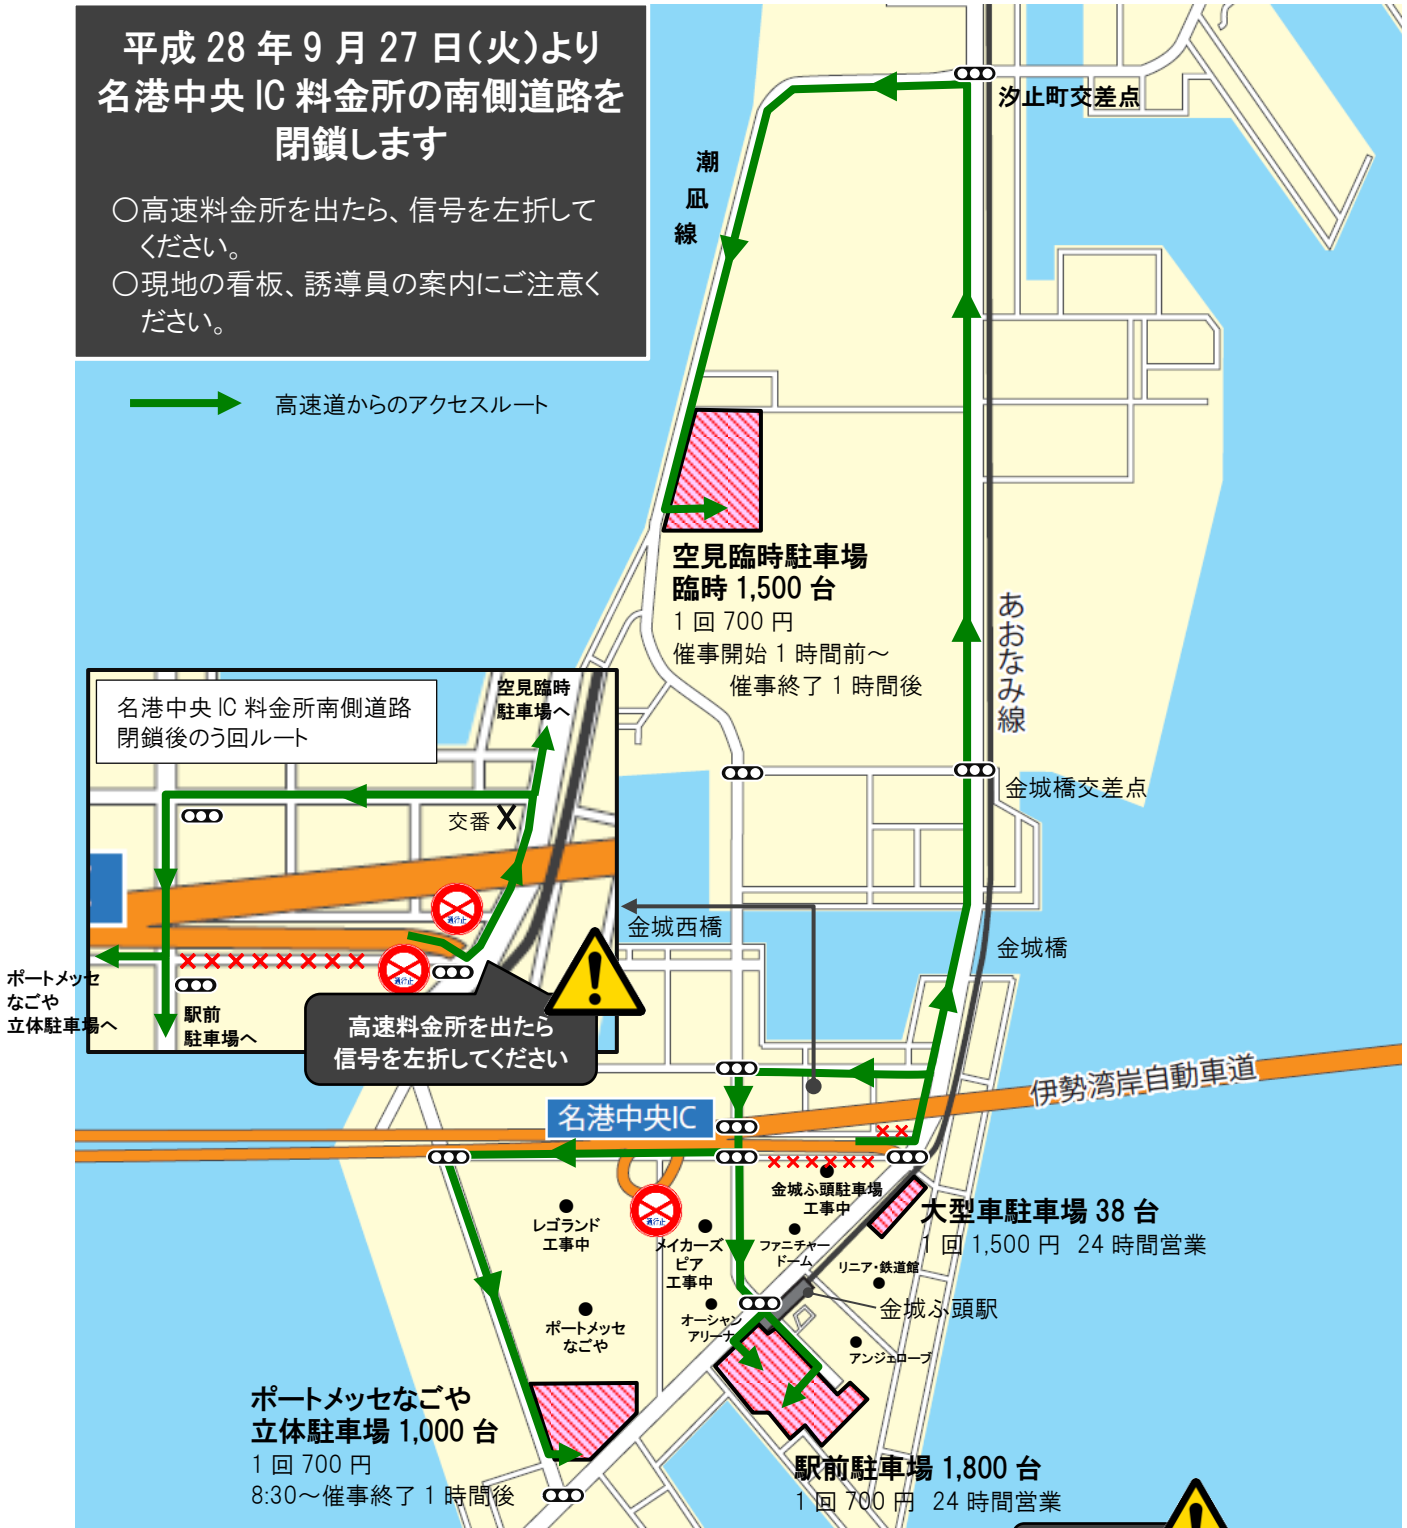 平成 28 年 9 月 27 日(火)より
名港中央 IC 料金所の南側道路を
閉鎖します
○高速料金所を出たら、信号を左折して
ください。
○現地の看板、誘導員の案内にご注意く
ださい。
高速道からのアクセスルート
汐止町交差点
潮凪線
空見臨時駐車場
臨時 1,500 台
1 回 700 円
催事開始 1 時間前～
催事終了 1 時間後
あおなみ線
名港中央 IC 料金所南側道路
閉鎖後のう回ルート
空見臨時
駐車場へ
交番
金城橋交差点
金城西橋
金城橋
通行止
通行止
ポートメッセ
なごや
立体駐車場へ
駅前
駐車場へ
高速料金所を出たら
信号を左折してください
伊勢湾岸自動車道
名港中央IC
金城ふ頭駐車場
工事中
通行止
レゴランド
工事中
メイカーズ
ピア
工事中
ファニチャー
ドーム
大型車駐車場 38 台
1 回 1,500 円 24 時間営業
リニア・鉄道館
金城ふ頭駅
ポートメッセ
なごや
オーシャン
アリーナ
アンジェローブ
ポートメッセなごや
立体駐車場 1,000 台
1 回 700 円
8:30～催事終了 1 時間後
駅前駐車場 1,800 台
1 回 700 円 24 時間営業